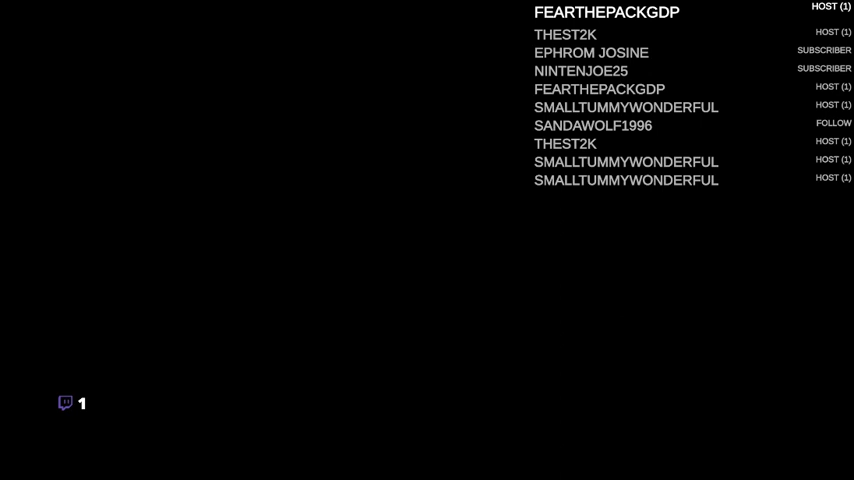 FEARTHEPACKGDP HOST (1)
THEST2K HOST (1)
EPHROM JOSINE SUBSCRIBER
NINTENJOE25 SUBSCRIBER
FEARTHEPACKGDP HOST (1)
SMALLTUMMYWONDERFUL HOST (1)
SANDAWOLF1996 FOLLOW
THEST2K HOST (1)
SMALLTUMMYWONDERFUL HOST (1)
SMALLTUMMYWONDERFUL HOST (1)
1